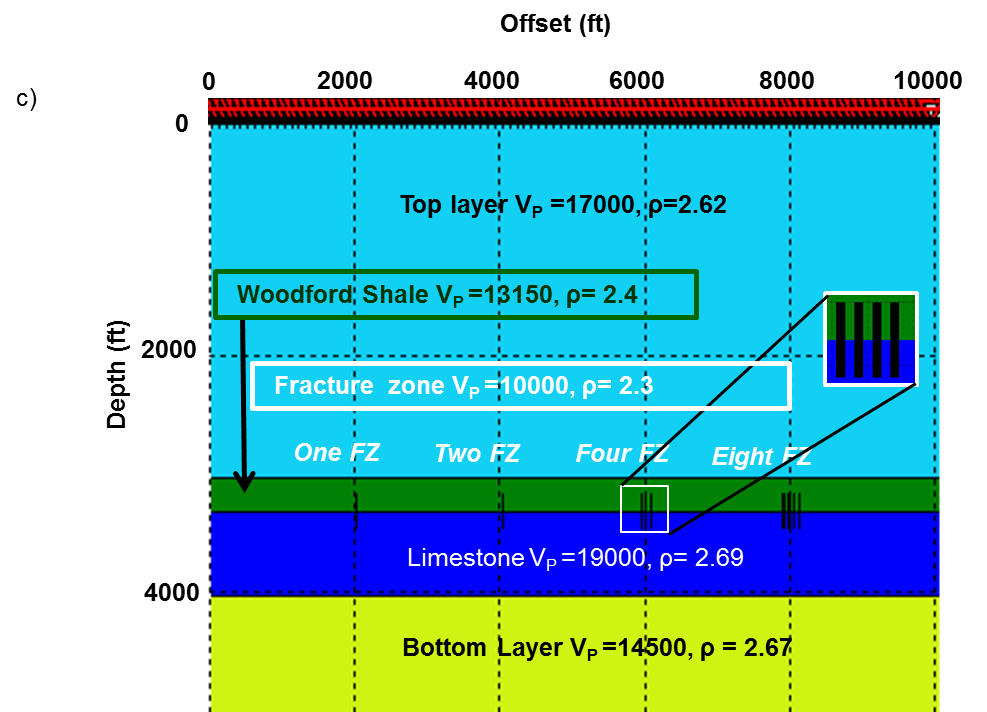 Offset (ft)
c)
0 2000 4000 6000 8000 10000
0
Top layer VP =17000, ρ=2.62
Woodford Shale VP =13150, ρ= 2.4
Depth (ft)
2000
Fracture zone VP =10000, ρ= 2.3
One FZ Two FZ Four FZ Eight FZ
Limestone VP =19000, ρ= 2.69
4000
Bottom Layer VP =14500, ρ = 2.67